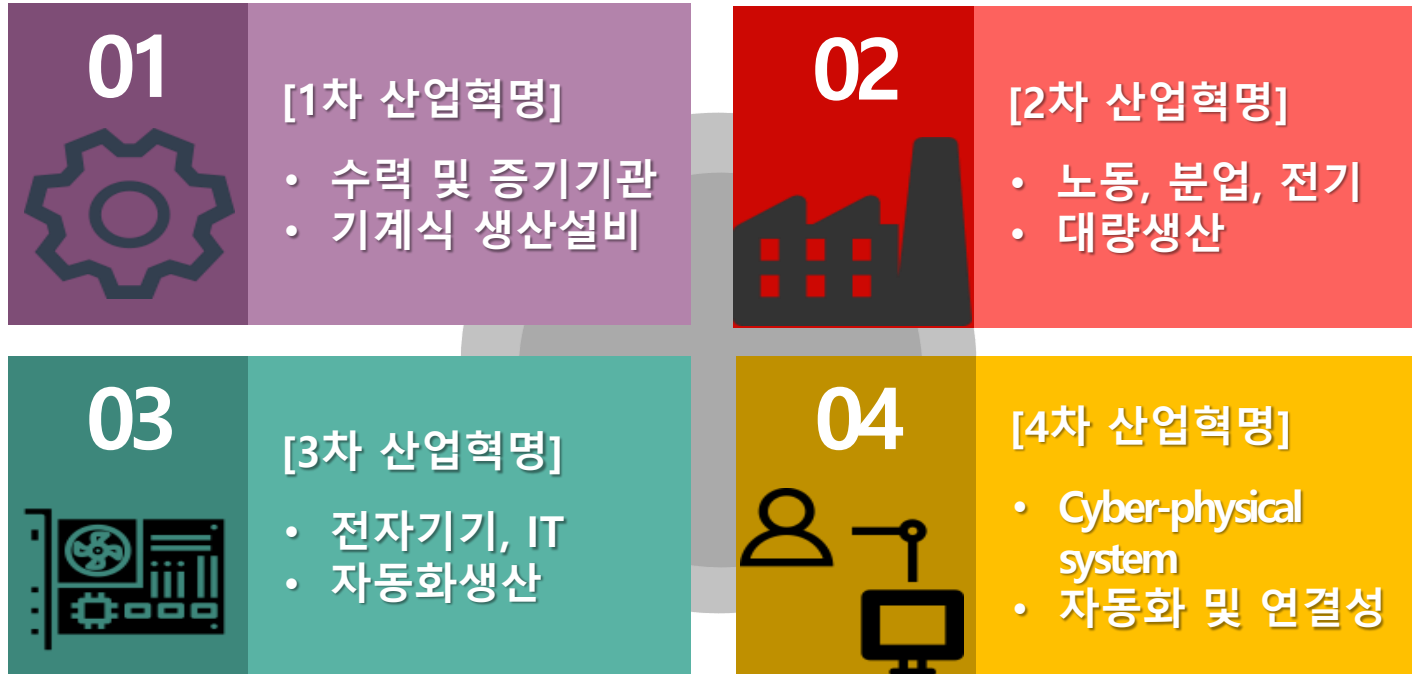 01
[1차 산업혁명]
• 수력 및 증기기관
• 기계식 생산설비
02
[2차 산업혁명]
• 노동, 분업, 전기
• 대량생산
03
[3차 산업혁명]
• 전자기기, IT
• 자동화생산
04
[4차 산업혁명]
• Cyber-physical
system
• 자동화 및 연결성